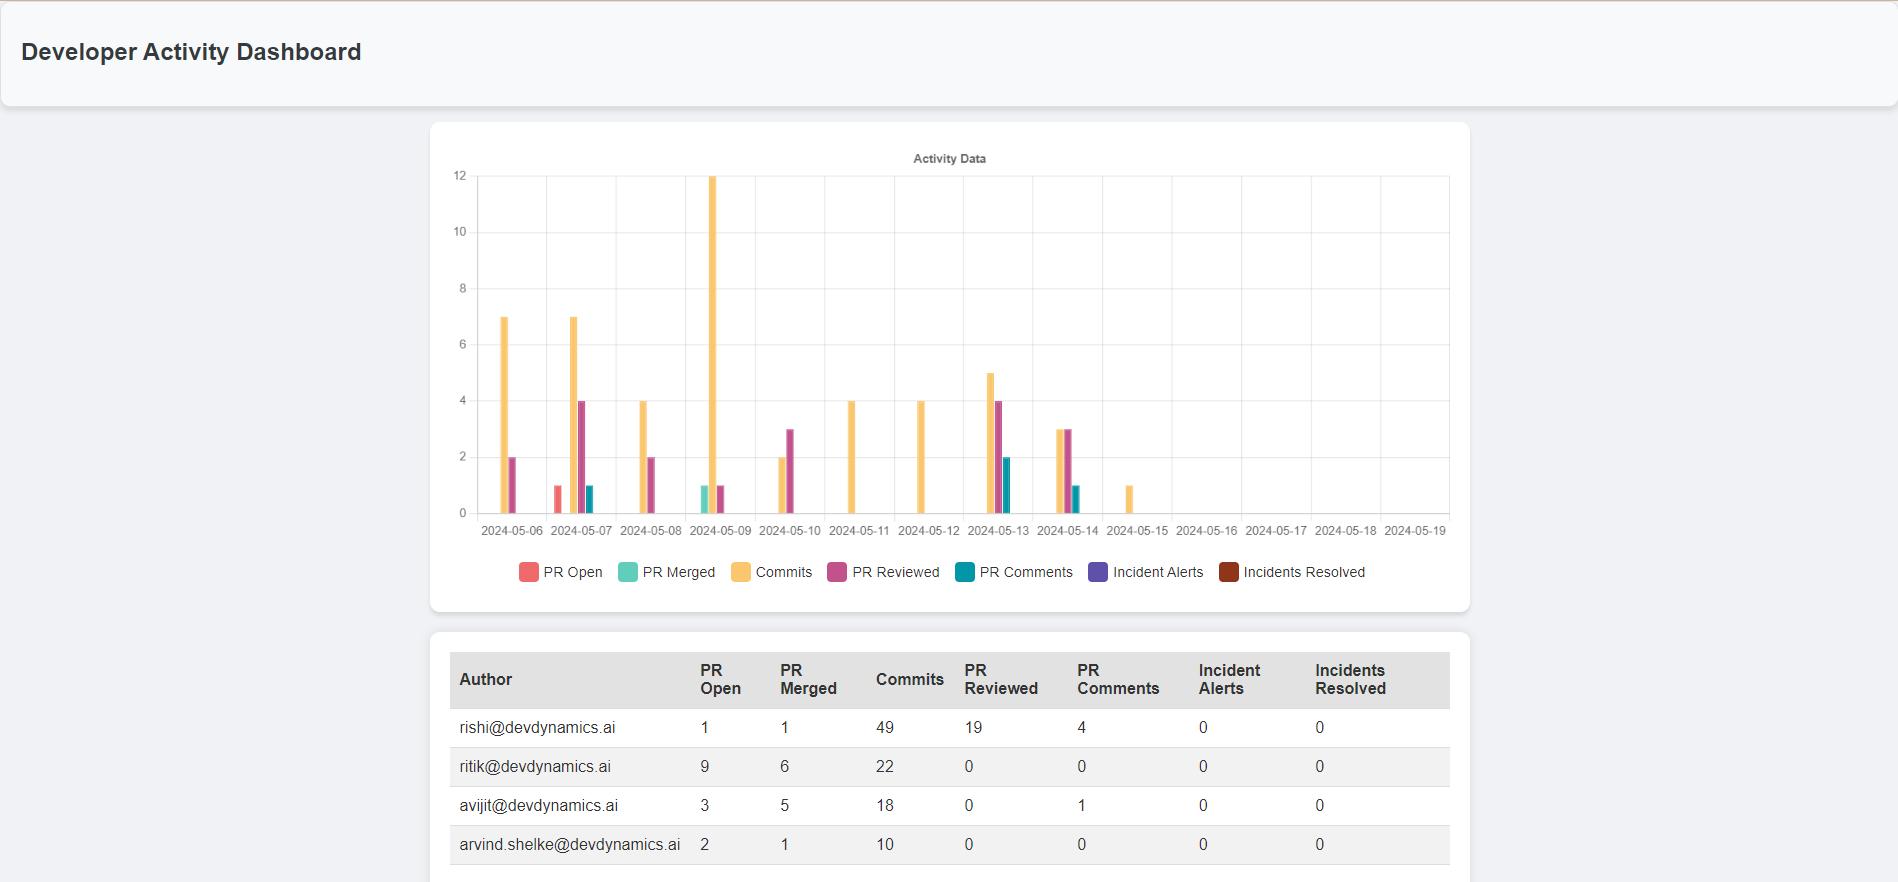 Developer Activity Dashboard
Activity Data
12
10
8
6
4
2
0
2024-05-06 2024-05-07 2024-05-08 2024-05-09 2024-05-10 2024-05-11 2024-05-12 2024-05-13 2024-05-14 2024-05-15 2024-05-16 2024-05-17 2024-05-18 2024-05-19
PR Open PR Merged Commits PR Reviewed PR Comments Incident Alerts Incidents Resolved
Author PR Open PR Merged Commits PR Reviewed PR Comments Incident Alerts Incidents Resolved
rishi@devdynamics.ai 1 1 49 19 4 0 0
ritik@devdynamics.ai 9 6 22 0 0 0 0
avijit@devdynamics.ai 3 5 18 0 1 0 0
arvind.shelke@devdynamics.ai 2 1 10 0 0 0 0